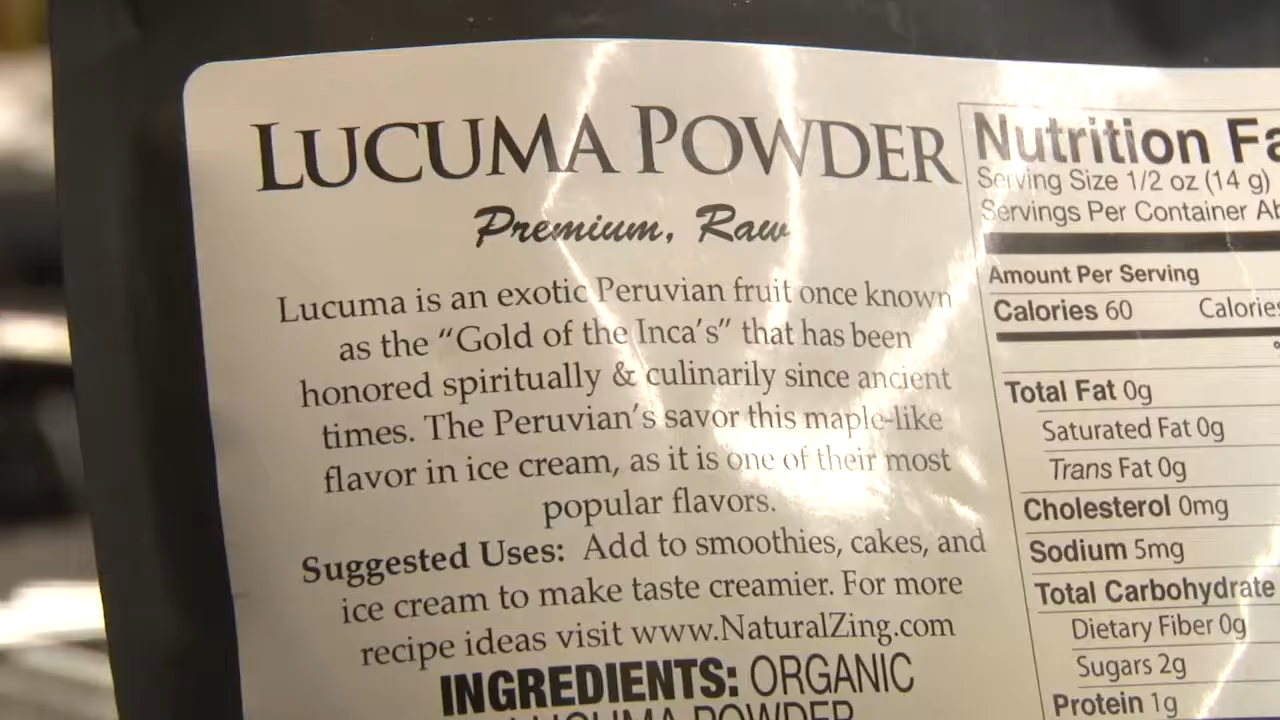 LUCUMA POWDER
Premium, Raw
Lucuma is an exotic Peruvian fruit once known
as the “Gold of the Inca's” that has been
honored spiritually & culinarily since ancient
times. The Peruvian's savor this maple-like
flavor in ice cream, as it is one of their most
popular flavors.
Suggested Uses: Add to smoothies, cakes, and
ice cream to make taste creamier. For more
recipe ideas visit www.NaturalZing.com
INGREDIENTS: ORGANIC
LUCUMA POWDER
Nutrition
Serving Size 1/2 oz (14 g)
Servings Per Container
Amount Per Serving
Calories 60 Calories
Total Fat 0g
Saturated Fat 0g
Trans Fat 0g
Cholesterol 0mg
Sodium 5mg
Total Carbohydrate
Dietary Fiber 0g
Sugars 2g
Protein 1g